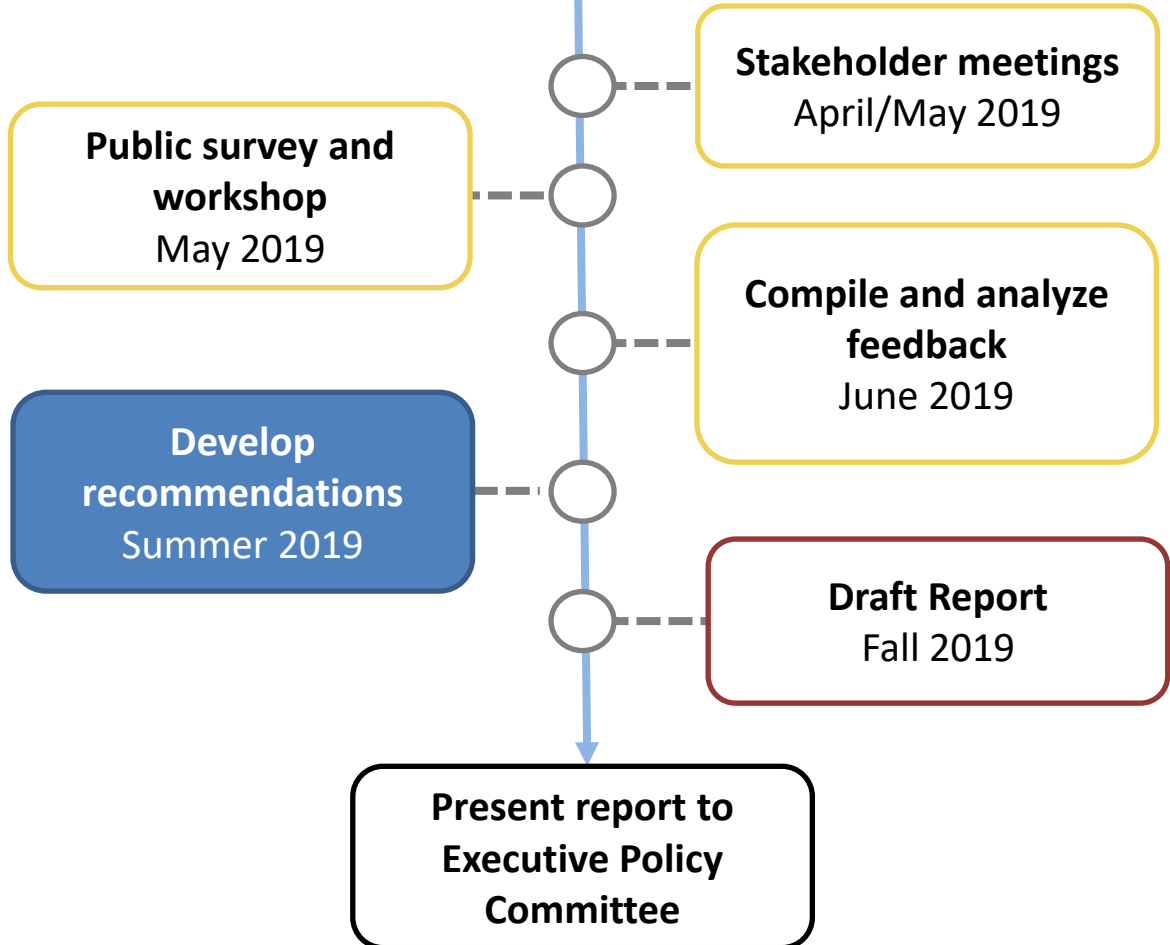 Stakeholder meetings
April/May 2019
Public survey and
workshop
May 2019
Compile and analyze
feedback
June 2019
Develop
recommendations
Summer 2019
Draft Report
Fall 2019
Present report to
Executive Policy
Committee